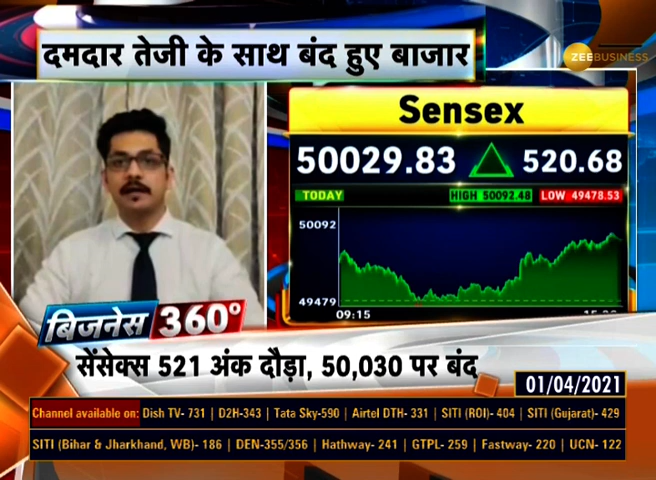 दमदार तेजी के साथ बंद हुए बाजार
ZEEBUSINESS
Sensex
50029.83 520.68
TODAY HIGH 50092.48 LOW 49478.53
50092
49479
09:15
बिजनेस 360°
सेंसेक्स 521 अंक दौड़ा, 50,030 पर बंद
01/04/2021
Channel available on: Dish TV- 731 | D2H-343 | Tata Sky-590 | Airtel DTH- 331 | SITI (ROI)- 404 | SITI (Gujarat)- 429
SITI (Bihar & Jharkhand, WB)- 186 | DEN-355/356 | Hathway- 241 | GTPL- 259 | Fastway- 220 | UCN- 122